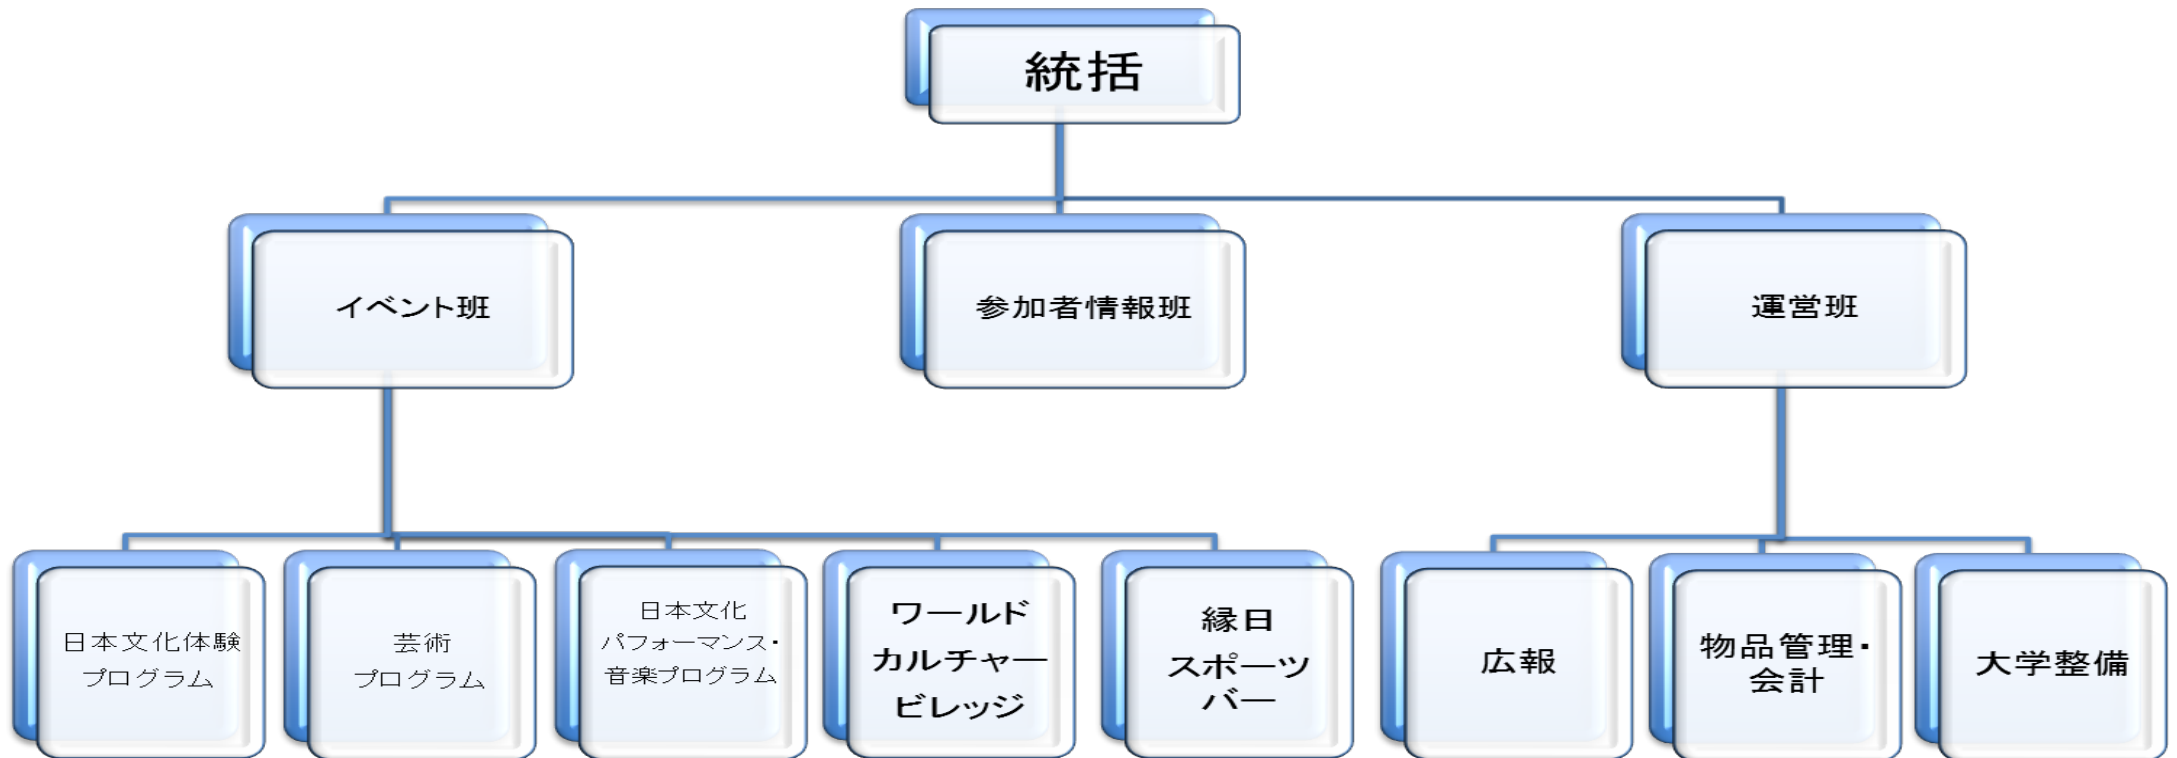 統括
イベント班
参加者情報班
運営班
日本文化体験
プログラム
芸術
プログラム
日本文化
パフォーマンス・
音楽プログラム
ワールド
カルチャー
ビレッジ
縁日
スポーツ
バー
広報
物品管理・
会計
大学整備